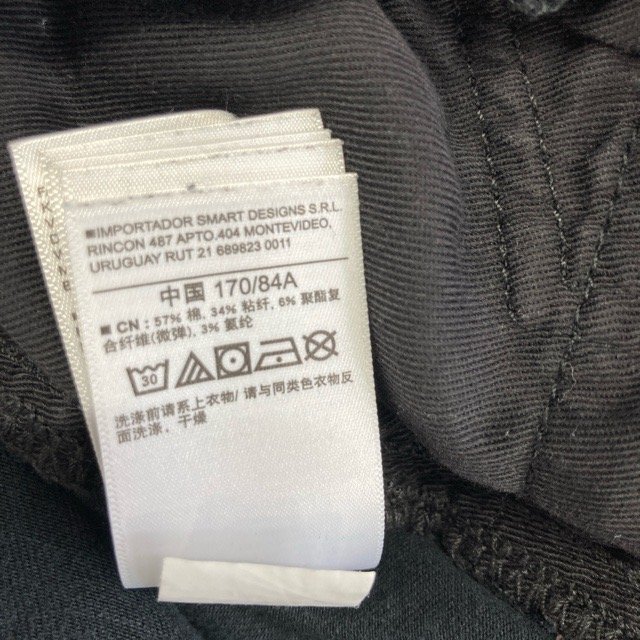 ■IMPORTADOR SMART DESIGNS S.R.L.
RINCON 487 APTO.404 MONTEVIDEO,
URUGUAY RUT 21 689823 0011
中国 170/84A
■ CN : 57% 棉, 34% 粘纤, 6% 聚酯复
合纤维(微弹), 3% 氨纶
30
洗涤前请系上衣物/ 请与同类色衣物反
面洗涤, 干燥